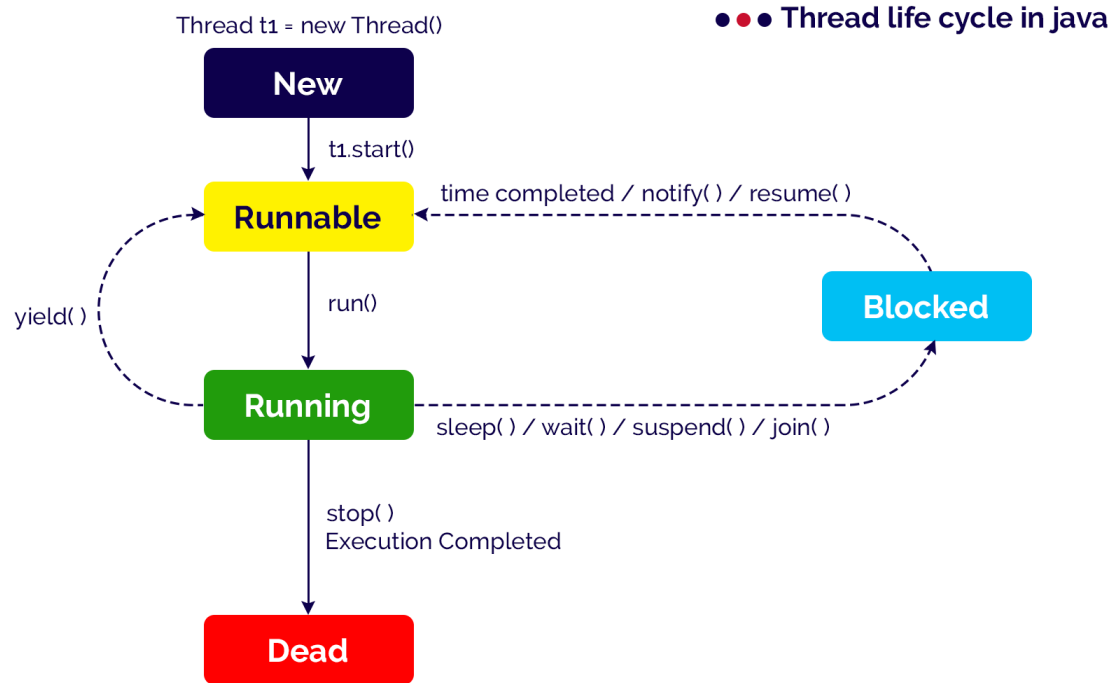 Thread t1 = new Thread()
Thread life cycle in java
New
t1.start()
time completed / notify( ) / resume( )
Runnable
Blocked
run()
yield( )
Running
sleep( ) / wait( ) / suspend( ) / join( )
stop( )
Execution Completed
Dead